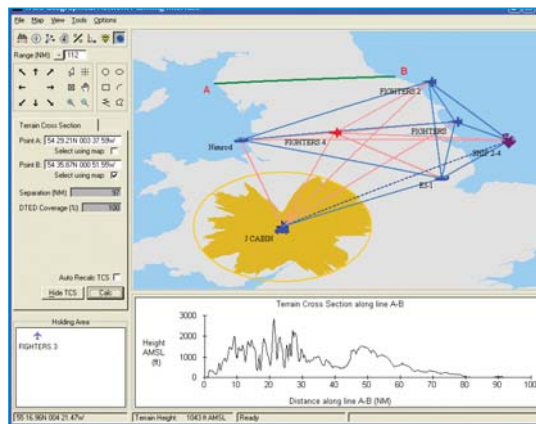 File Map View Tools Options
Range (NM): - 112
A
B
FIGHTERS 2
FIGHTERS 4
FIGHTERS
Nimrod
E3-1
J CABIN
Terrain Cross Section
Point A: 54 29.21N 003 37.59W
Select using map:
Point B: 54 35.87N 000 51.55W
Select using map:
Separation (NM): 97
DTED Coverage (%): 100
Auto Recalc TCS
Hide TCS Calc
Holding Area
FIGHTERS 3
Terrain Cross Section along line A-B
Height AMSL (ft)
3000
2000
1000
0
0 10 20 30 40 50 60 70 80 90 100
Distance along line A-B (NM)
55 16.96N 004 21.47W Terrain Height: 1043 ft AMSL Ready